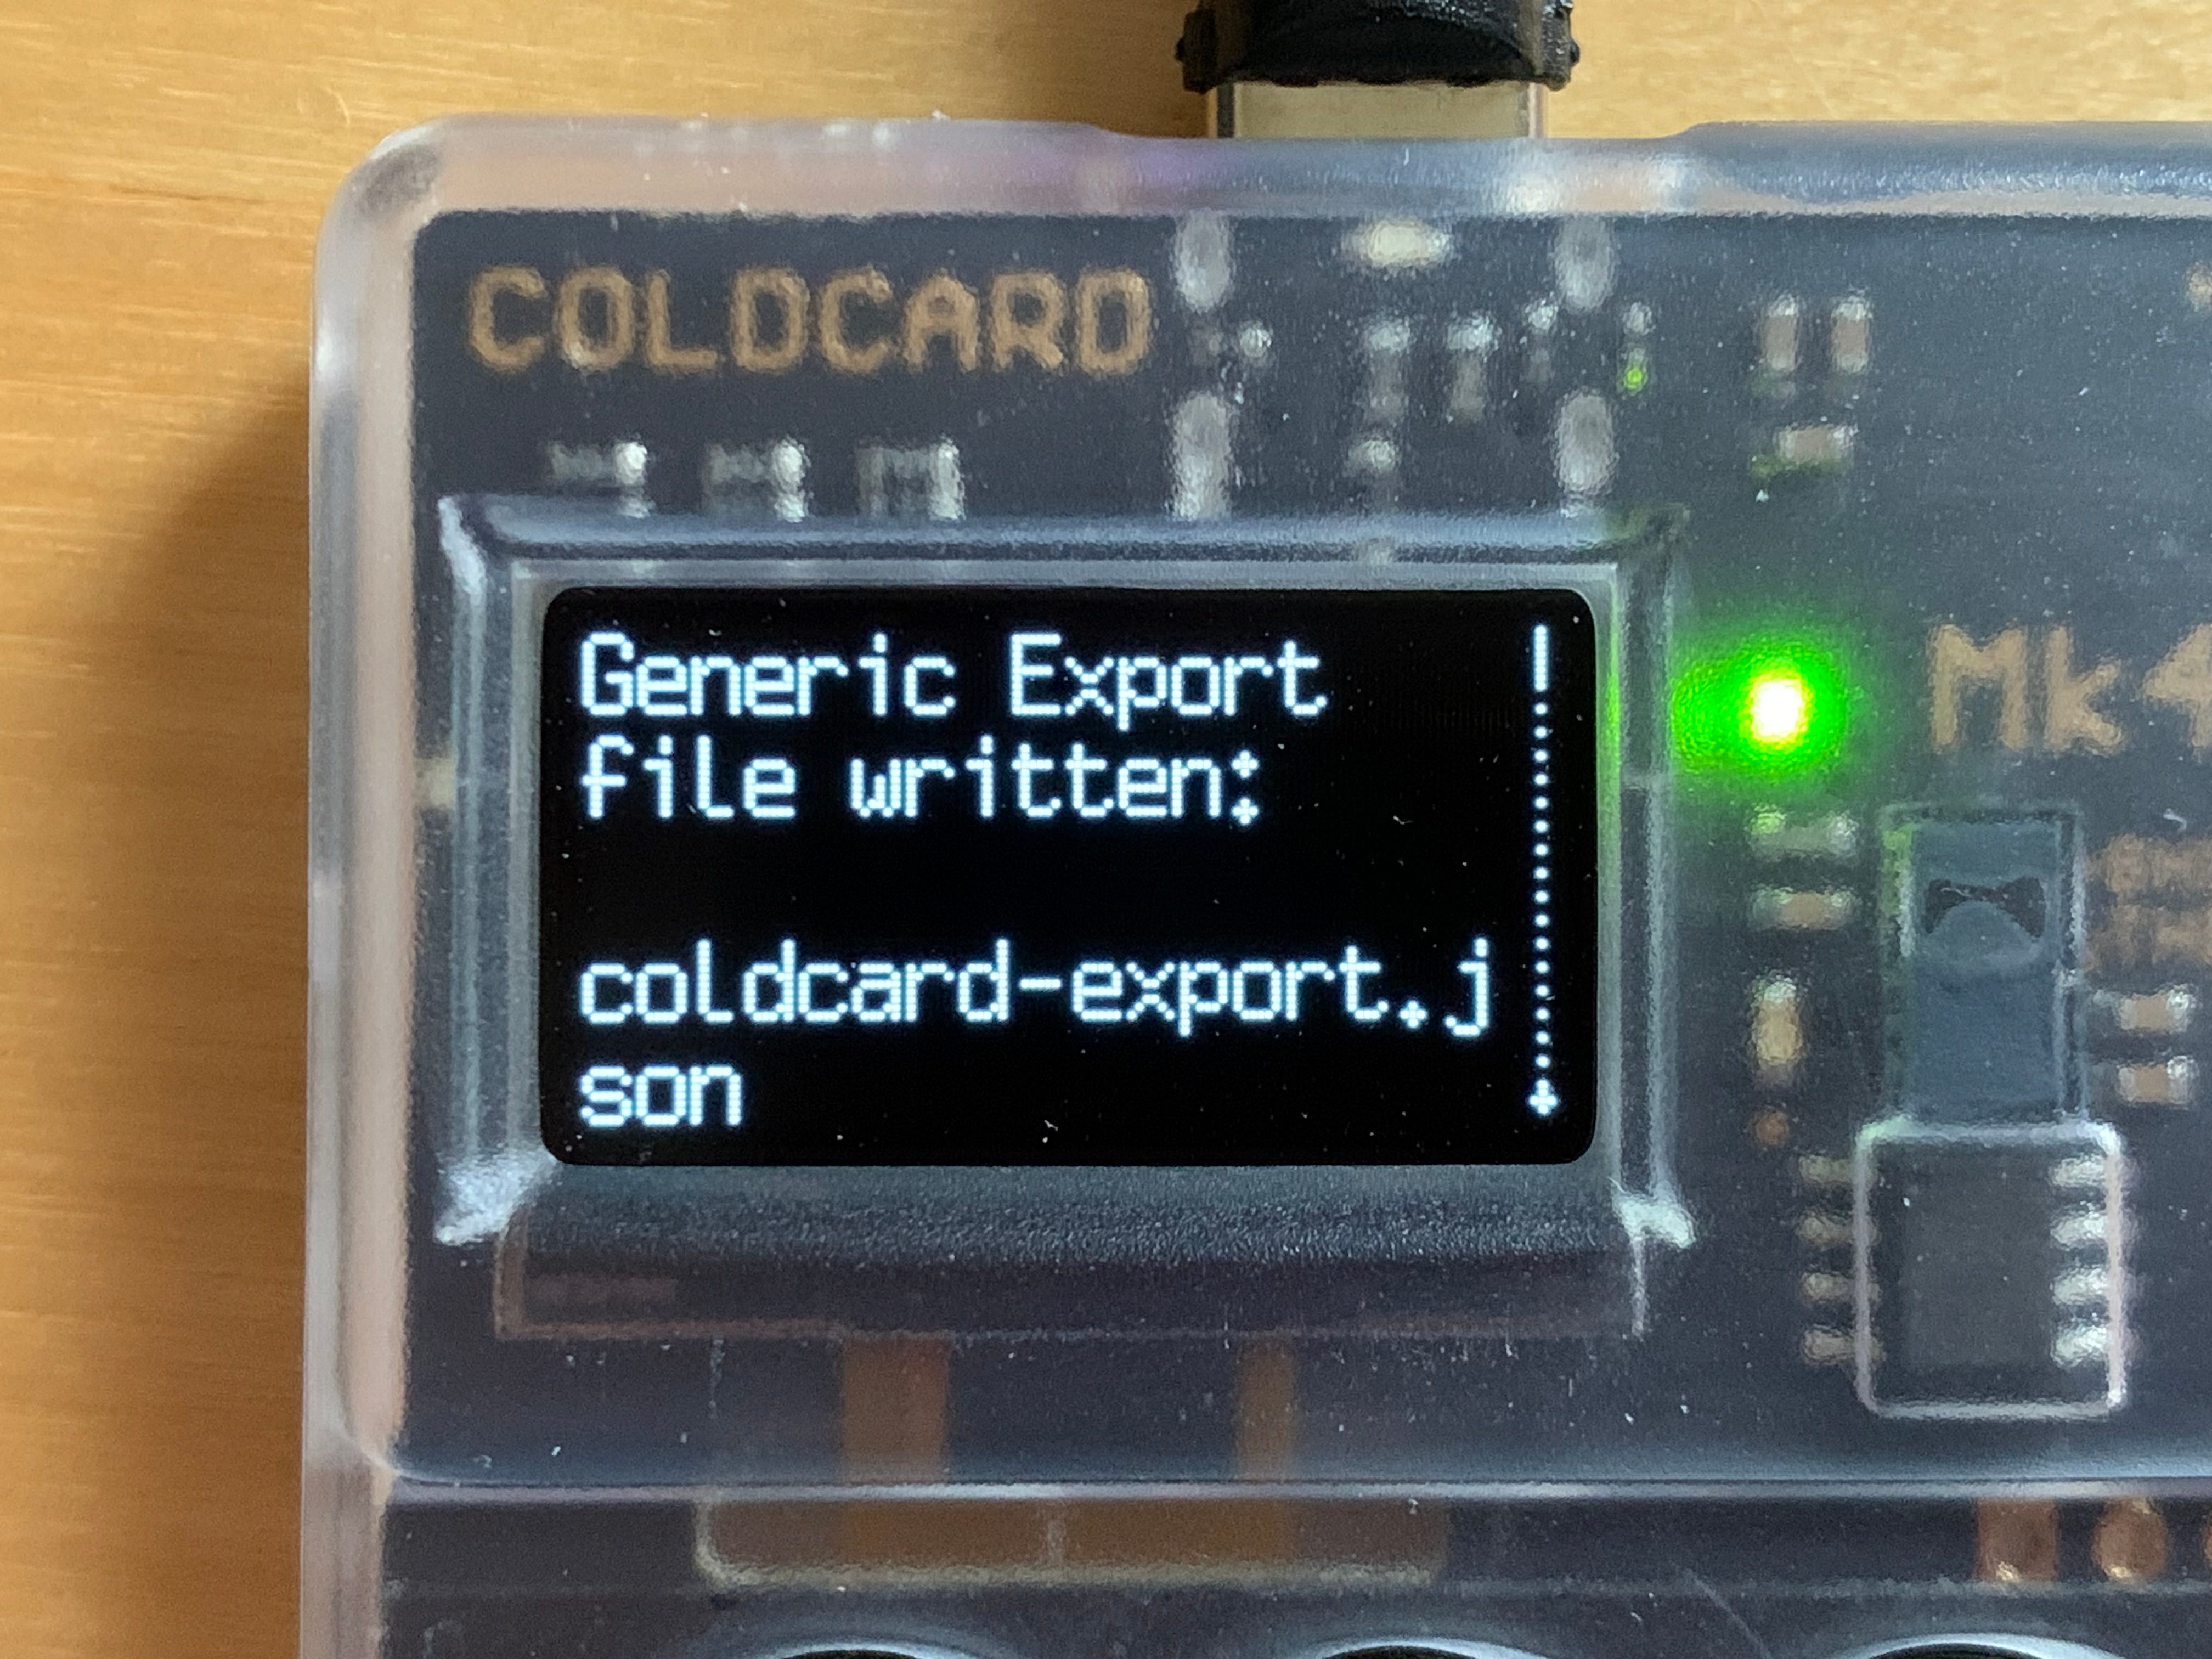 COLDCARD
Generic Export
file written:
coldcard-export.j
son
Mk4